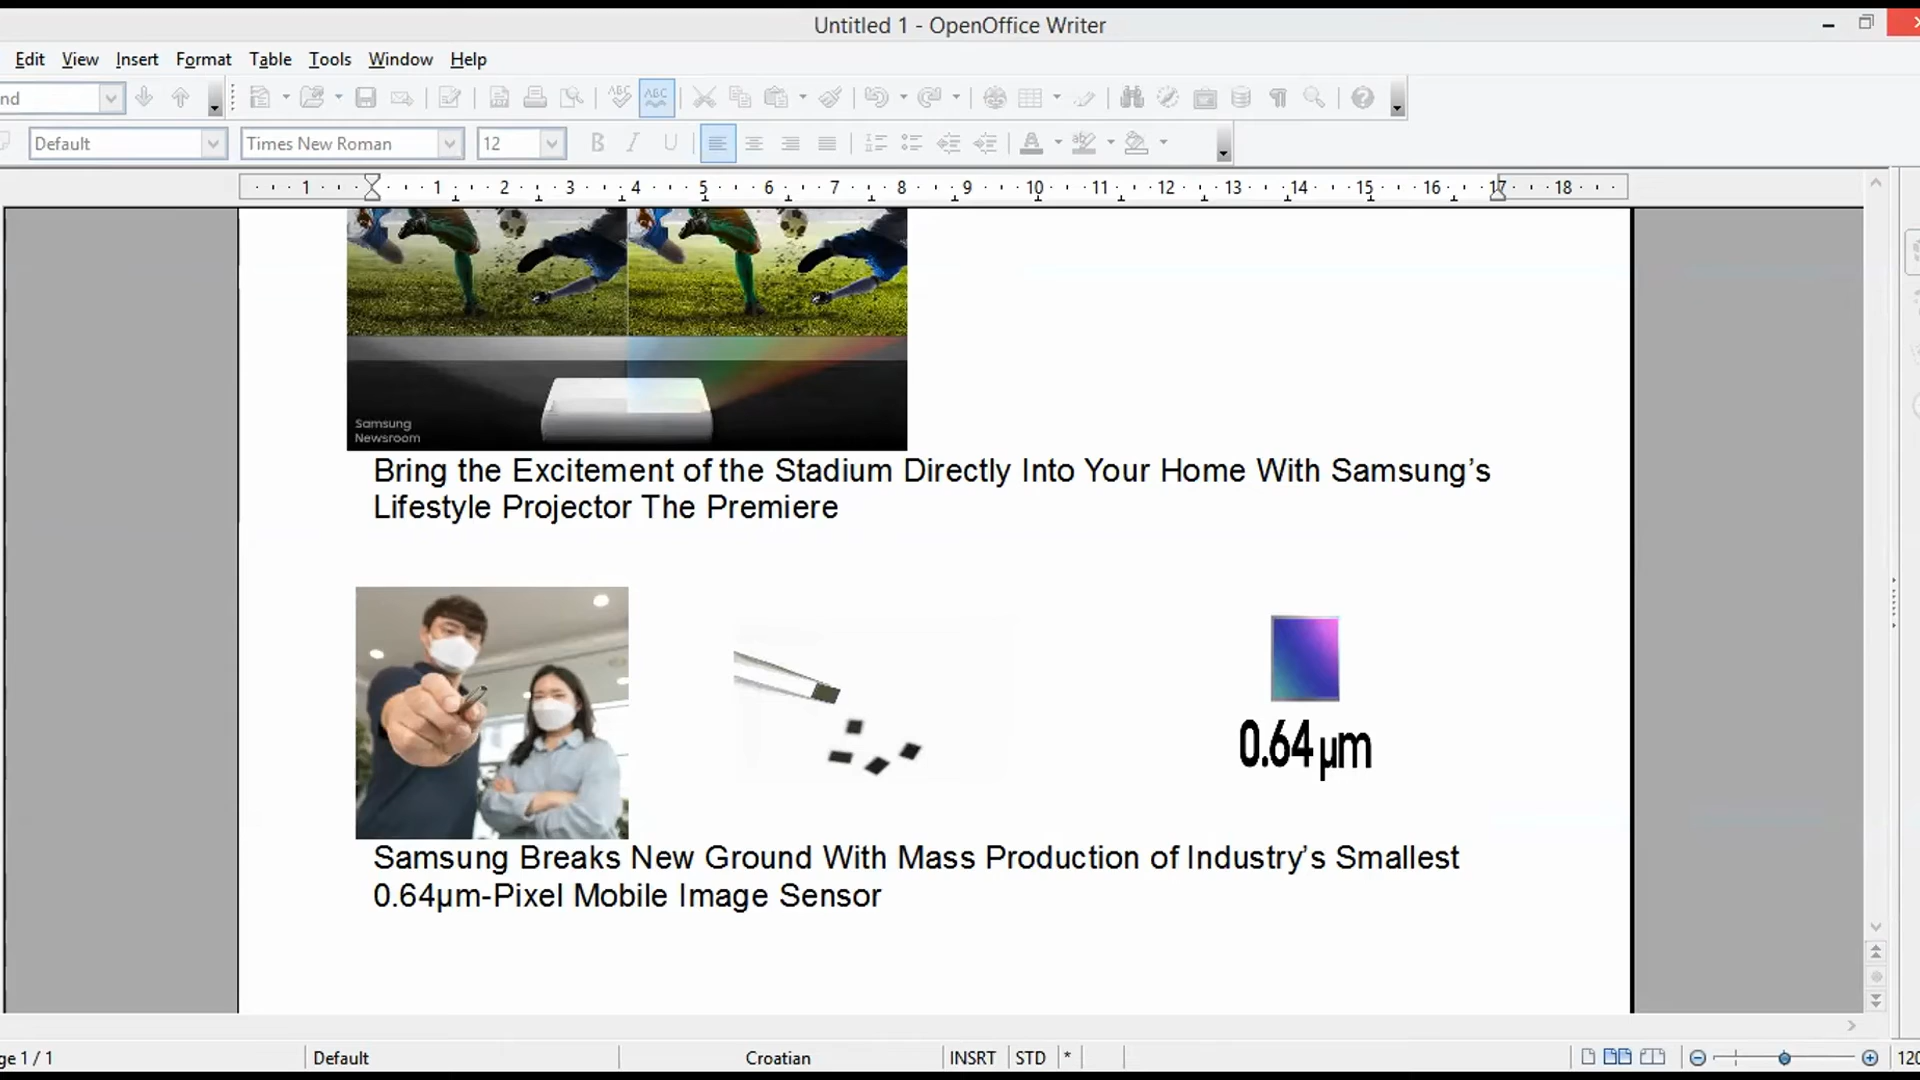 Untitled 1 - OpenOffice Writer
Edit View Insert Format Table Tools Window Help
nd
Default Times New Roman 12 B I U
1 1 2 3 4 5 6 7 8 9 10 11 12 13 14 15 16 17 18
Samsung
Newsroom
Bring the Excitement of the Stadium Directly Into Your Home With Samsung’s
Lifestyle Projector The Premiere
0.64 µm
Samsung Breaks New Ground With Mass Production of Industry’s Smallest
0.64µm-Pixel Mobile Image Sensor
ge 1 / 1 Default Croatian INSRT STD * 120